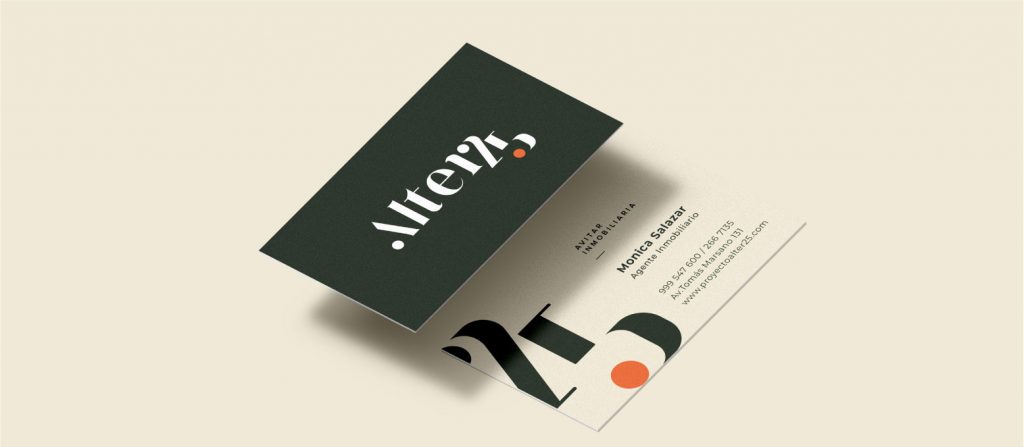 Alter25
AVITAR
INMOBILIARIA
Monica Salazar
Agente Inmobiliario
999 547 600 / 266 7135
Av.Tomás Marsano 131
www.proyectoalter25.com
25